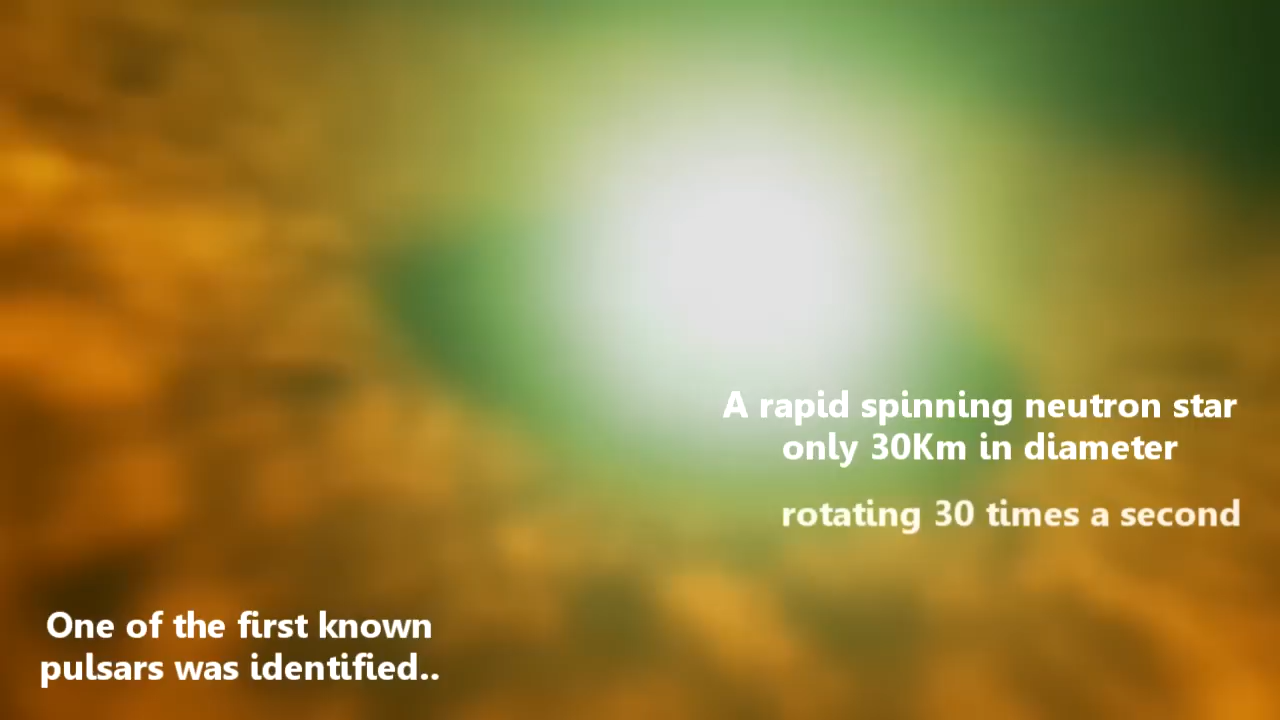 A rapid spinning neutron star
only 30Km in diameter
rotating 30 times a second
One of the first known
pulsars was identified..